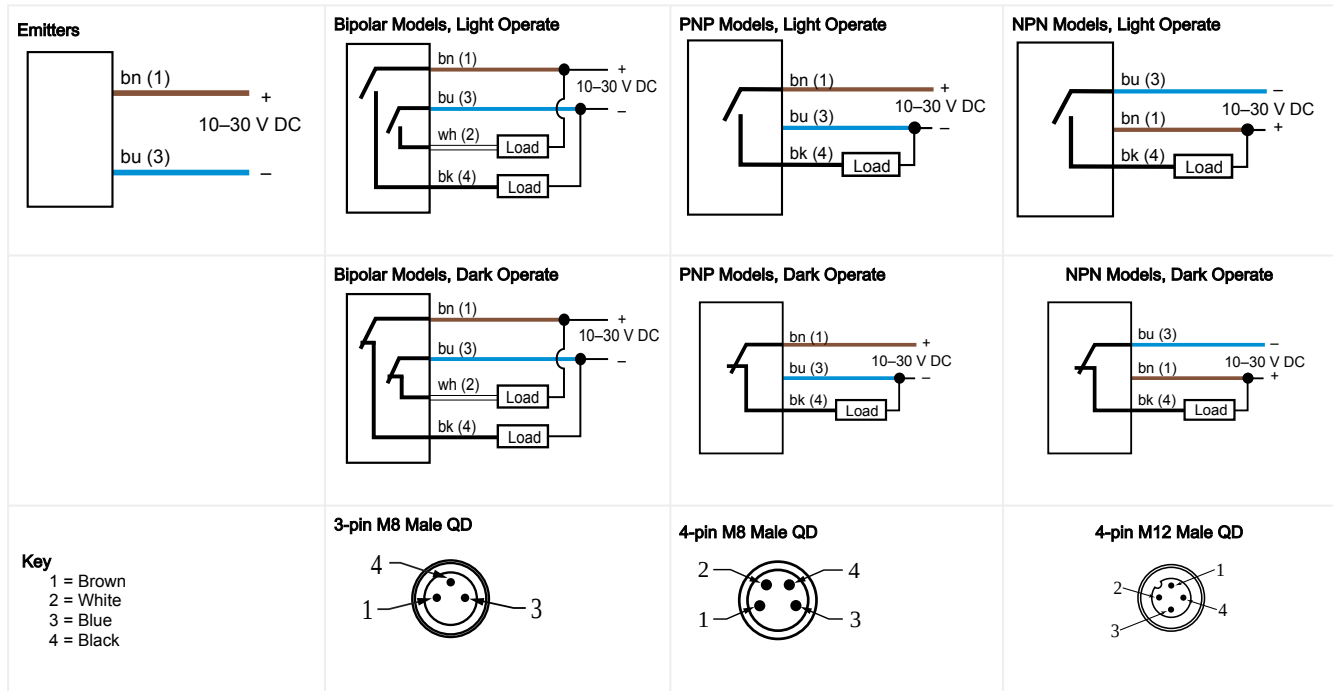 Emitters
bn (1)
+
10–30 V DC
bu (3)
–
Bipolar Models, Light Operate
bn (1)
+
10–30 V DC
bu (3)
–
wh (2)
Load
bk (4)
Load
PNP Models, Light Operate
bn (1)
+
10–30 V DC
bu (3)
–
bk (4)
Load
NPN Models, Light Operate
bu (3)
–
10–30 V DC
bn (1)
+
bk (4)
Load
Bipolar Models, Dark Operate
bn (1)
+
10–30 V DC
bu (3)
–
wh (2)
Load
bk (4)
Load
PNP Models, Dark Operate
bn (1)
+
10–30 V DC
bu (3)
–
bk (4)
Load
NPN Models, Dark Operate
bu (3)
–
10–30 V DC
bn (1)
+
bk (4)
Load
Key
1 = Brown
2 = White
3 = Blue
4 = Black
3-pin M8 Male QD
4
1
3
4-pin M8 Male QD
2
4
1
3
4-pin M12 Male QD
1
2
4
3